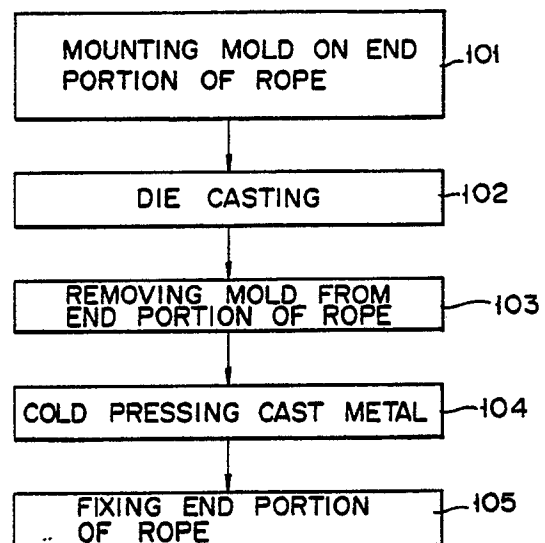 MOUNTING MOLD ON END
PORTION OF ROPE
101
DIE CASTING
102
REMOVING MOLD FROM
END PORTION OF ROPE
103
COLD PRESSING CAST METAL
104
FIXING END PORTION
OF ROPE
105